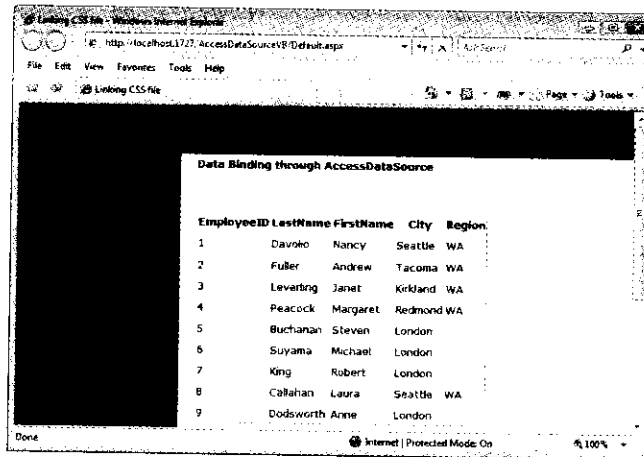 Linking CSS file - Windows Internet Explorer
http://localhost:1727/AccessDataSourceVB/Default.aspx
File Edit View Favorites Tools Help
Linking CSS file
Page Tools
Data Binding through AccessDataSource
EmployeeID LastName FirstName City Region
1 Davolio Nancy Seattle WA
2 Fuller Andrew Tacoma WA
3 Leverling Janet Kirkland WA
4 Peacock Margaret Redmond WA
5 Buchanan Steven London
6 Suyama Michael London
7 King Robert London
8 Callahan Laura Seattle WA
9 Dodsworth Anne London
Done
Internet | Protected Mode: On
100%